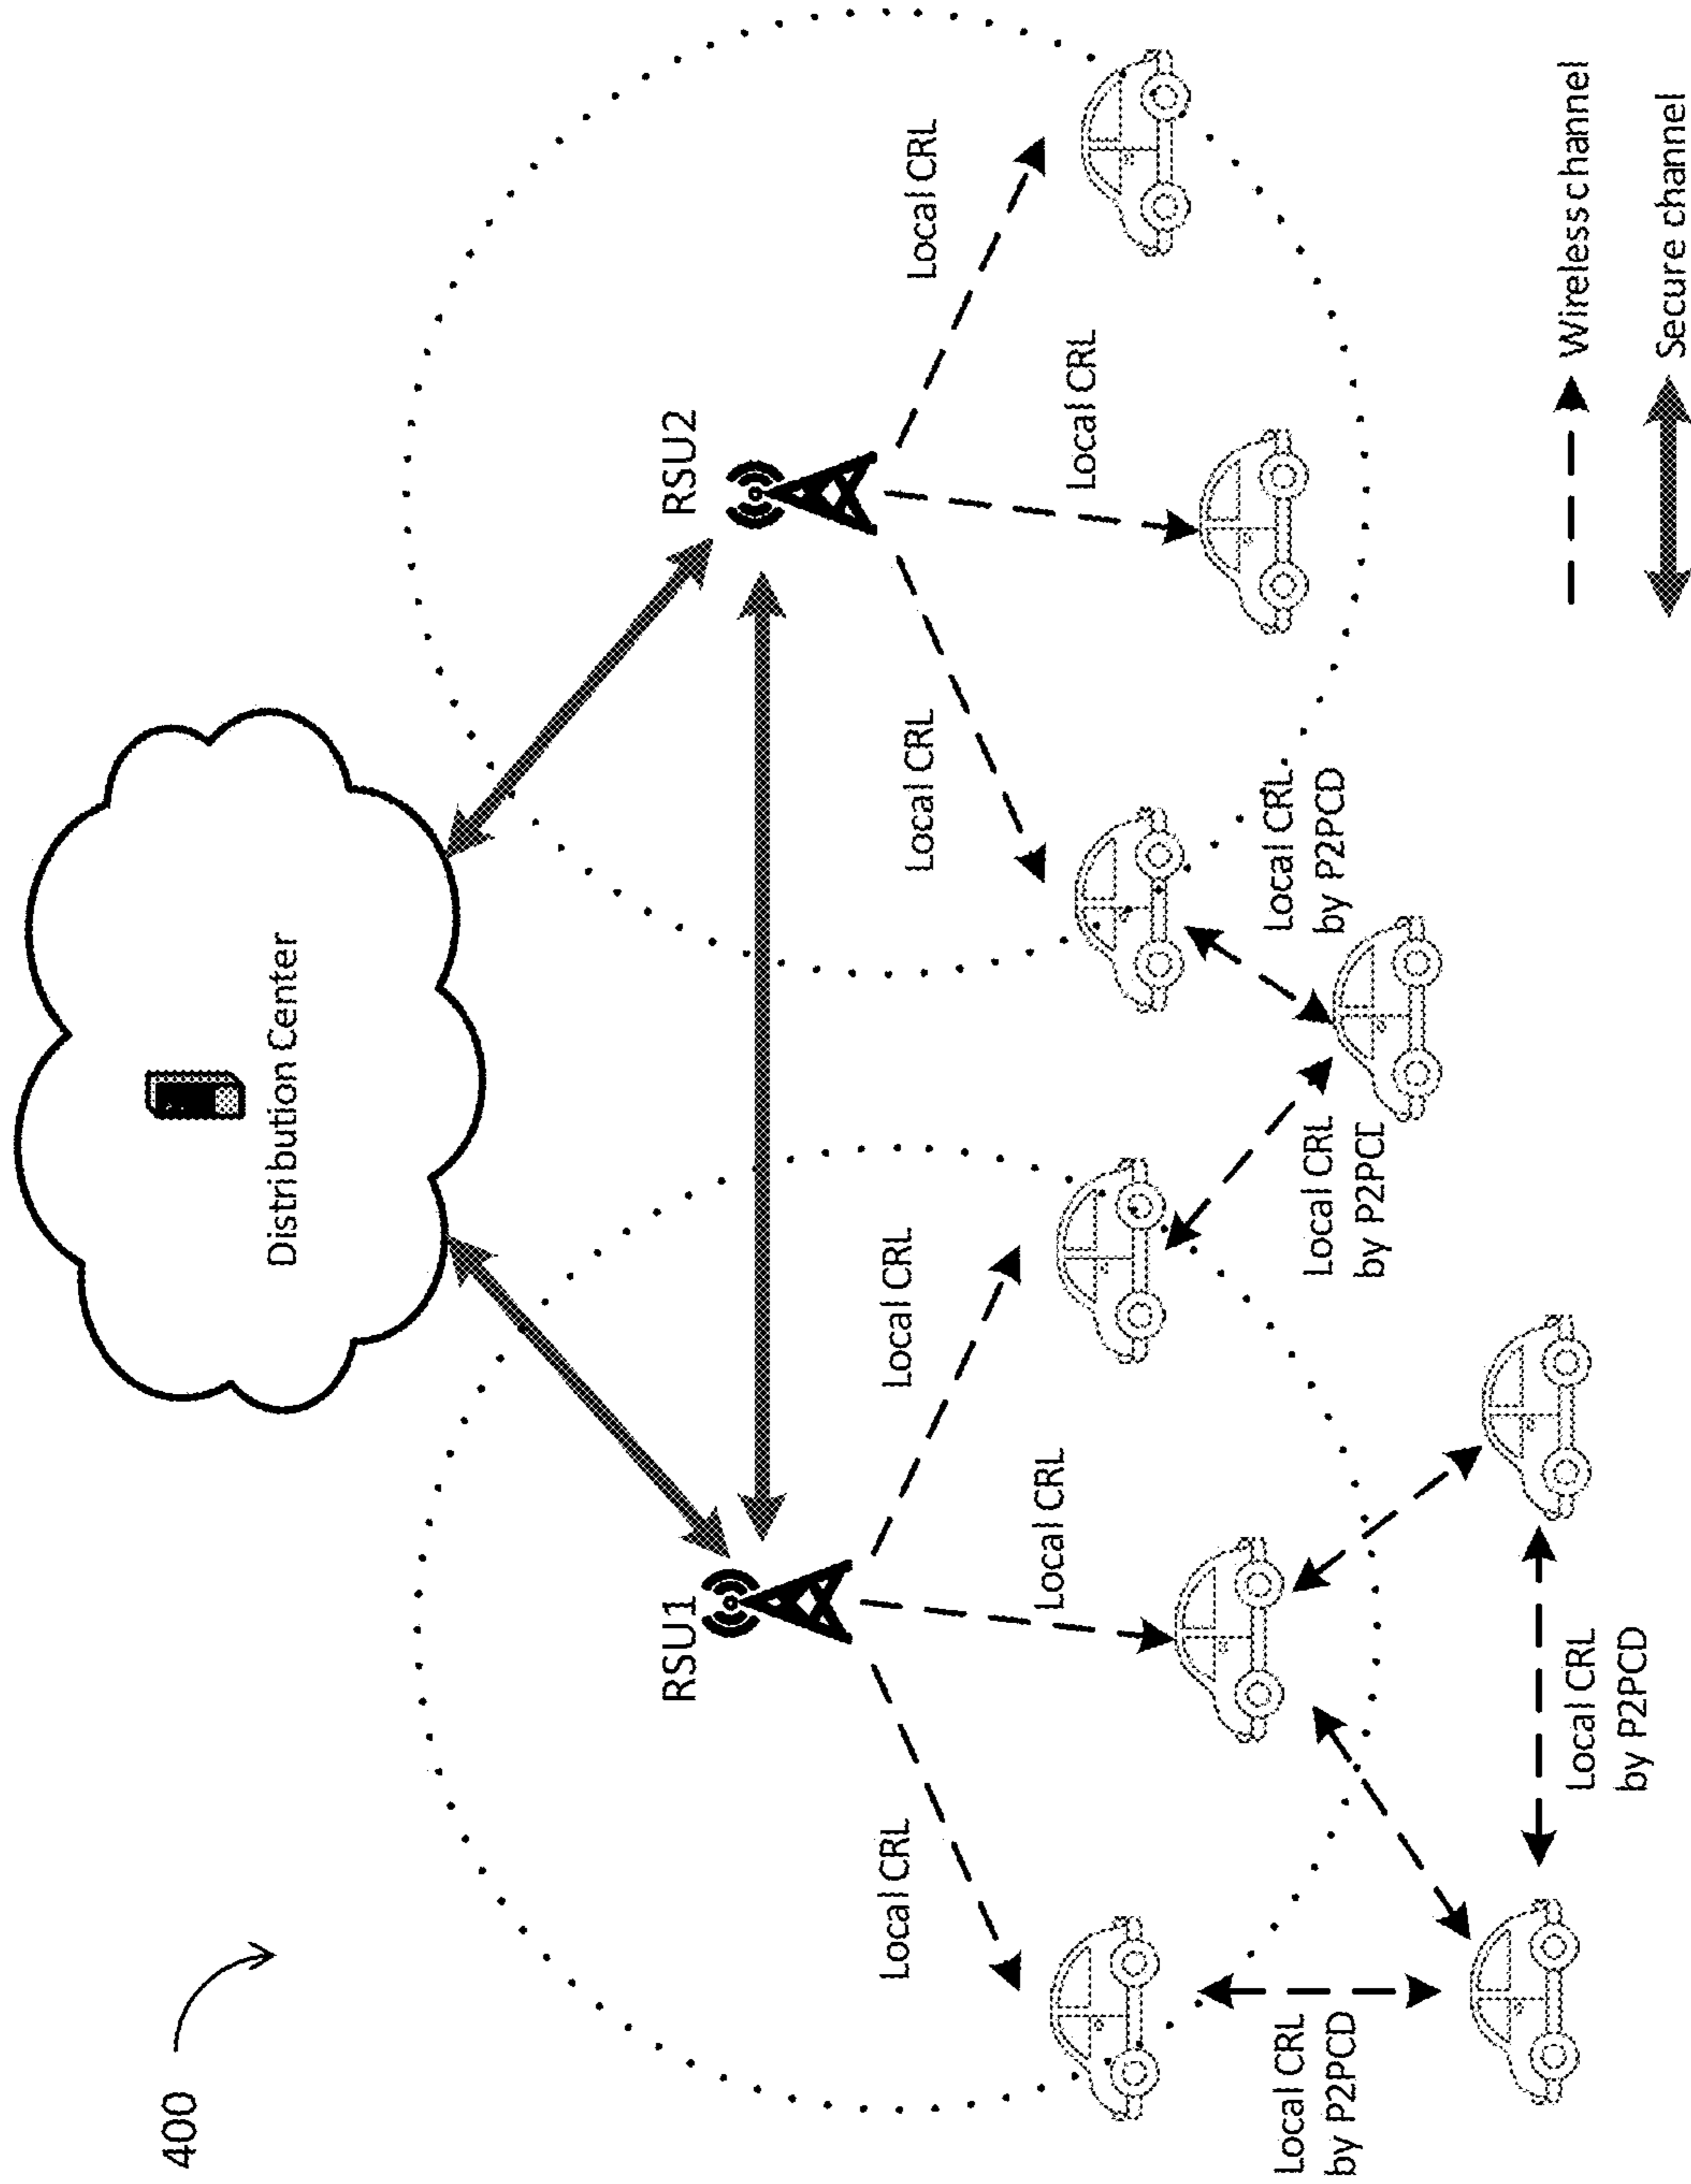 400
Distribution Center
RSU1
RSU2
Local CRL
Local CRL
Local CRL
Local CRL
Local CRL
Local CRL
Local CRL
by P2PCD
Local CRL
by P2PCD
Local CRL
by P2PCD
Local CRL
by P2PCD
Wireless channel
Secure channel